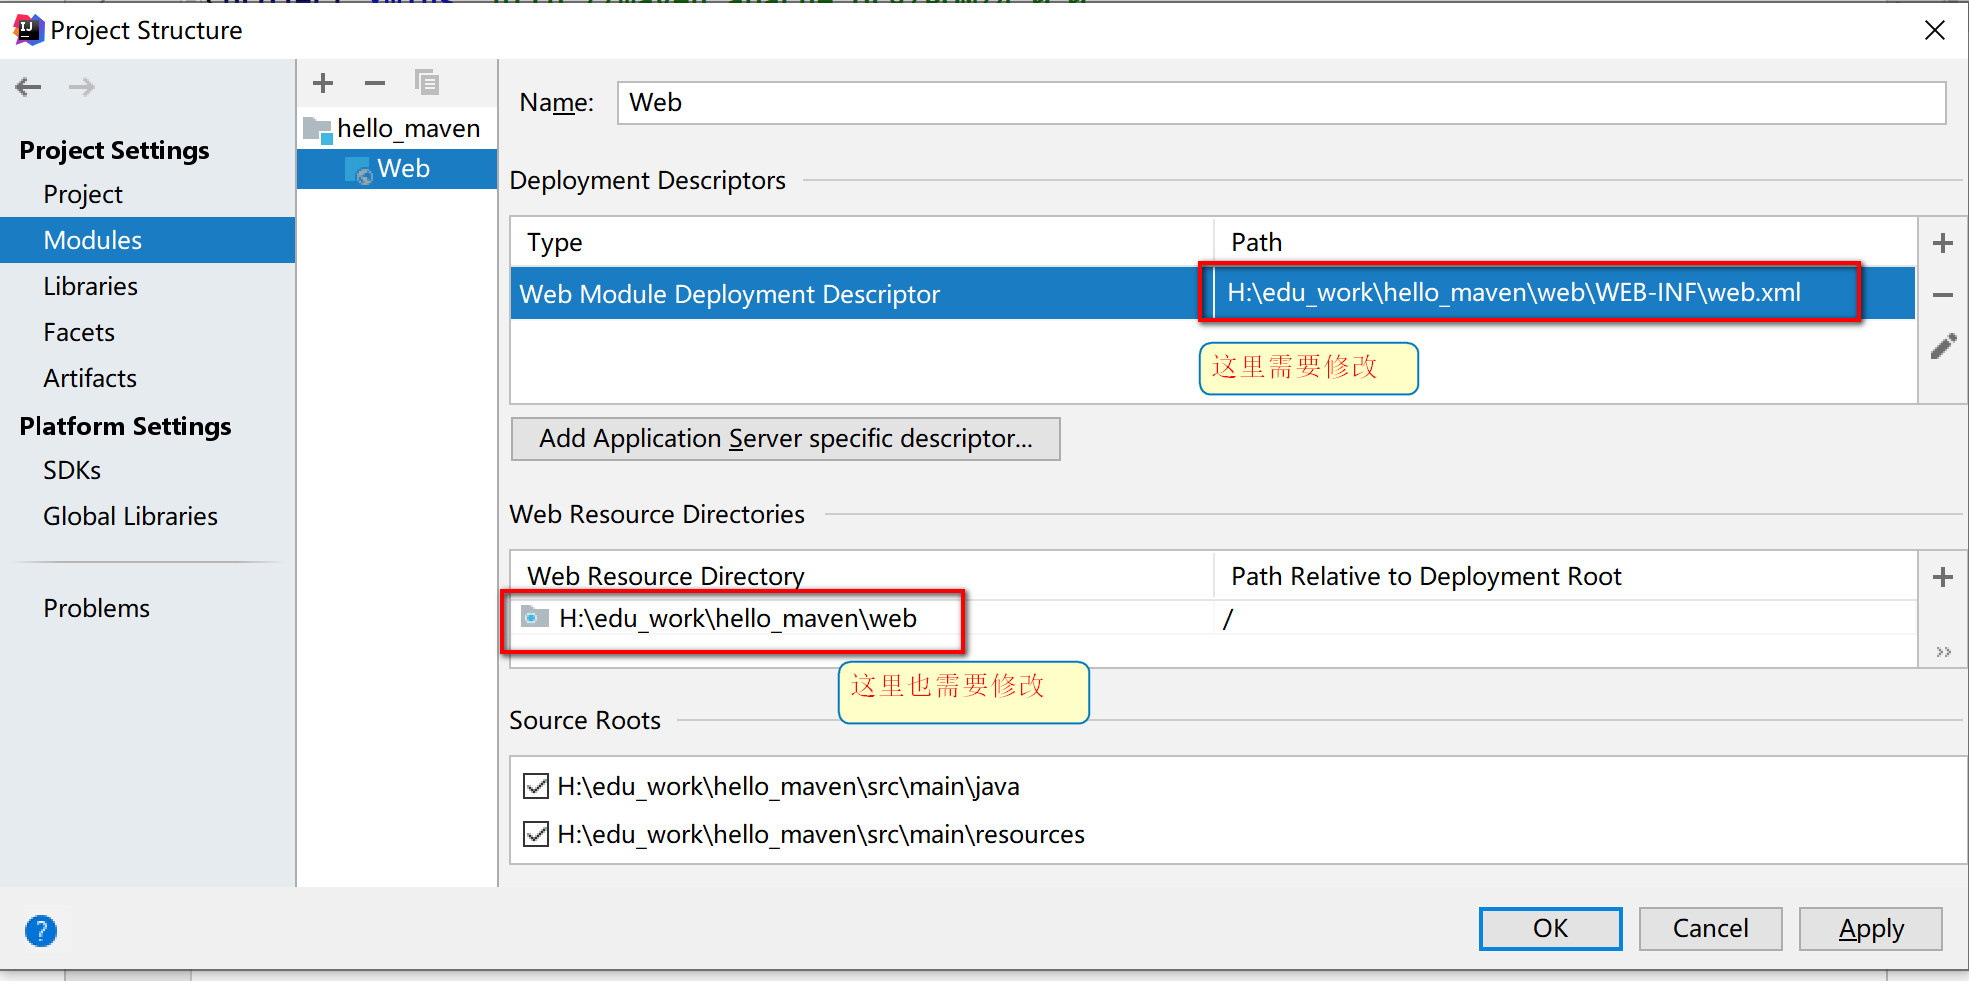 Project Structure
Project Settings
Project
Modules
Libraries
Facets
Artifacts
Platform Settings
SDKs
Global Libraries
Problems
hello_maven
Web
Name: Web
Deployment Descriptors
Type Path
Web Module Deployment Descriptor H:\edu_work\hello_maven\web\WEB-INF\web.xml
这里需要修改
Add Application Server specific descriptor...
Web Resource Directories
Web Resource Directory Path Relative to Deployment Root
H:\edu_work\hello_maven\web /
这里也需要修改
Source Roots
H:\edu_work\hello_maven\src\main\java
H:\edu_work\hello_maven\src\main\resources
? OK Cancel Apply